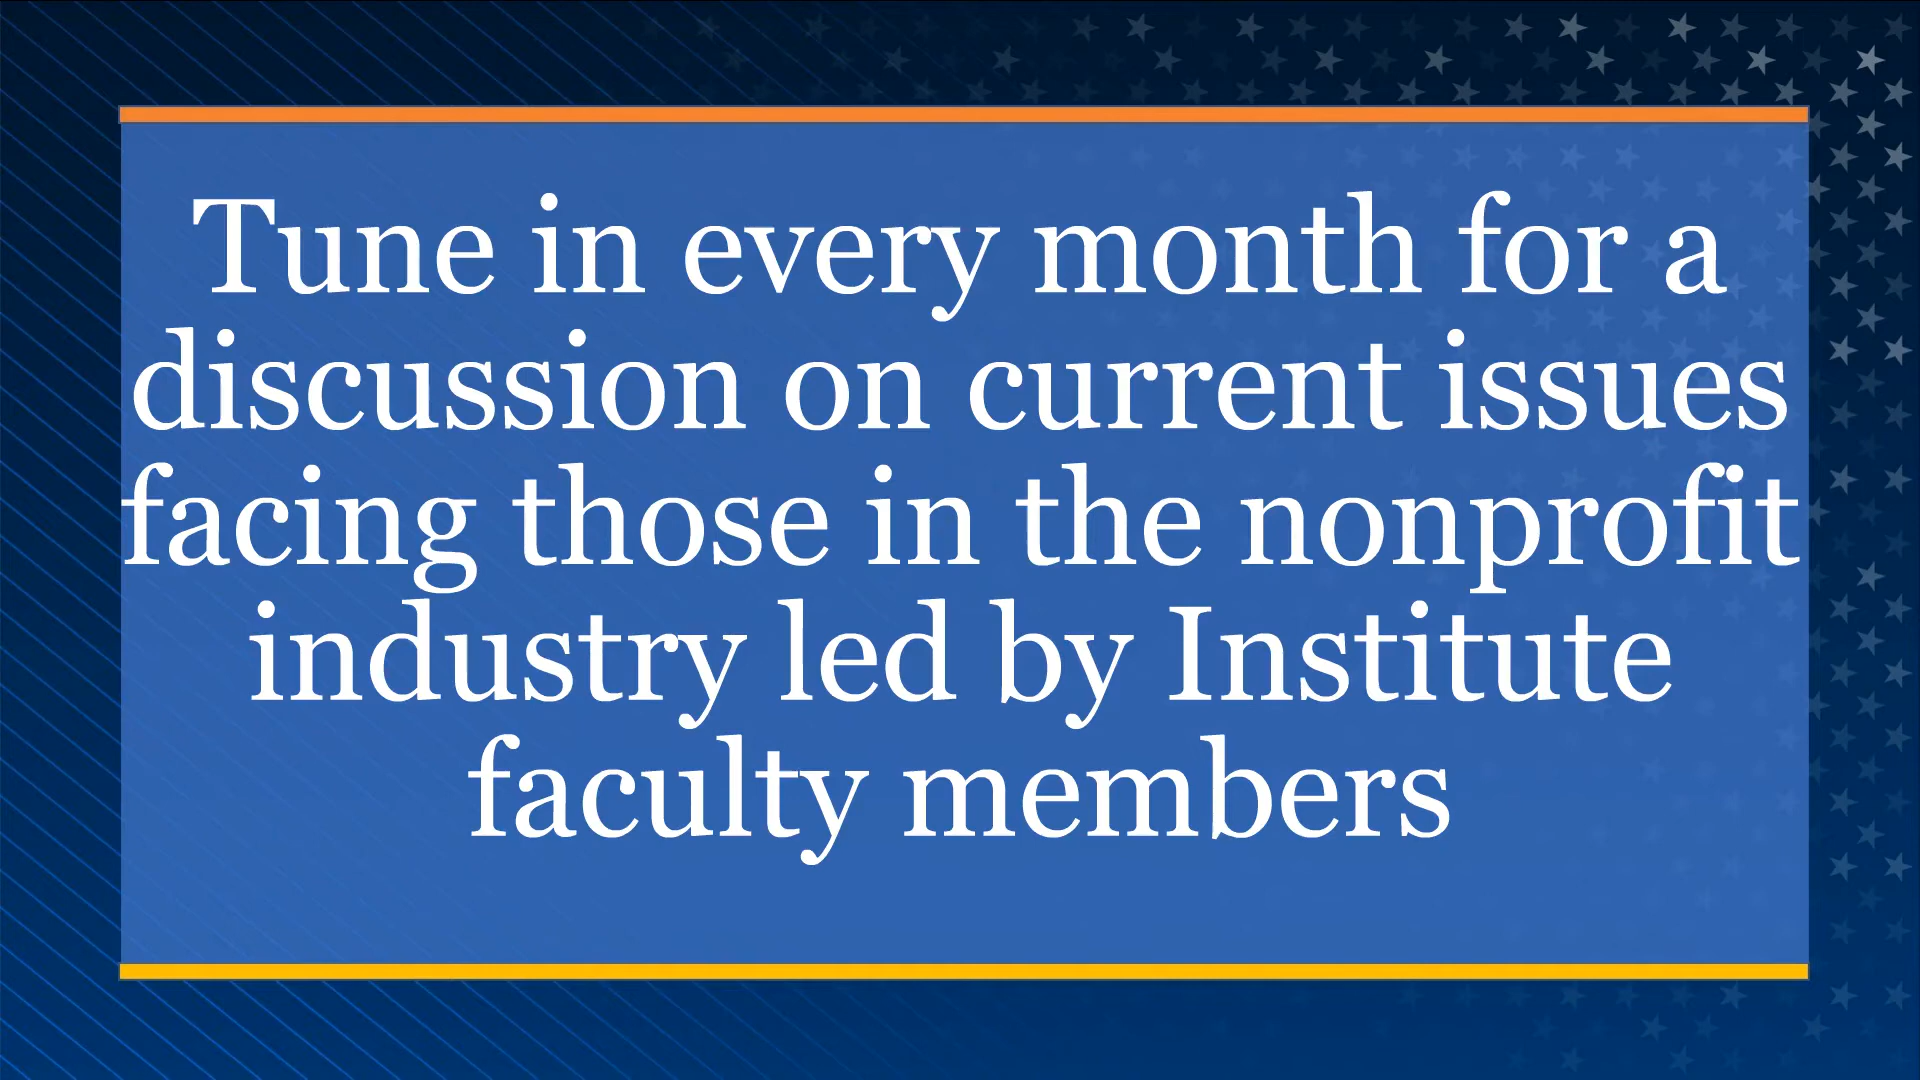 Tune in every month for a
discussion on current issues
facing those in the nonprofit
industry led by Institute
faculty members